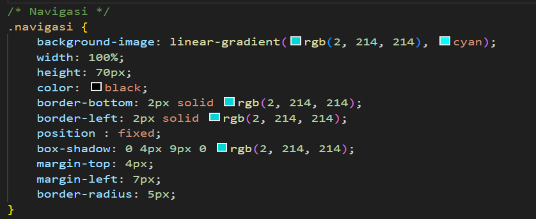 /* Navigasi */
.navigasi {
    background-image: linear-gradient(rgb(2, 214, 214), cyan);
    width: 100%;
    height: 70px;
    color: black;
    border-bottom: 2px solid rgb(2, 214, 214);
    border-left: 2px solid rgb(2, 214, 214);
    position : fixed;
    box-shadow: 0 4px 9px 0 rgb(2, 214, 214);
    margin-top: 4px;
    margin-left: 7px;
    border-radius: 5px;
}